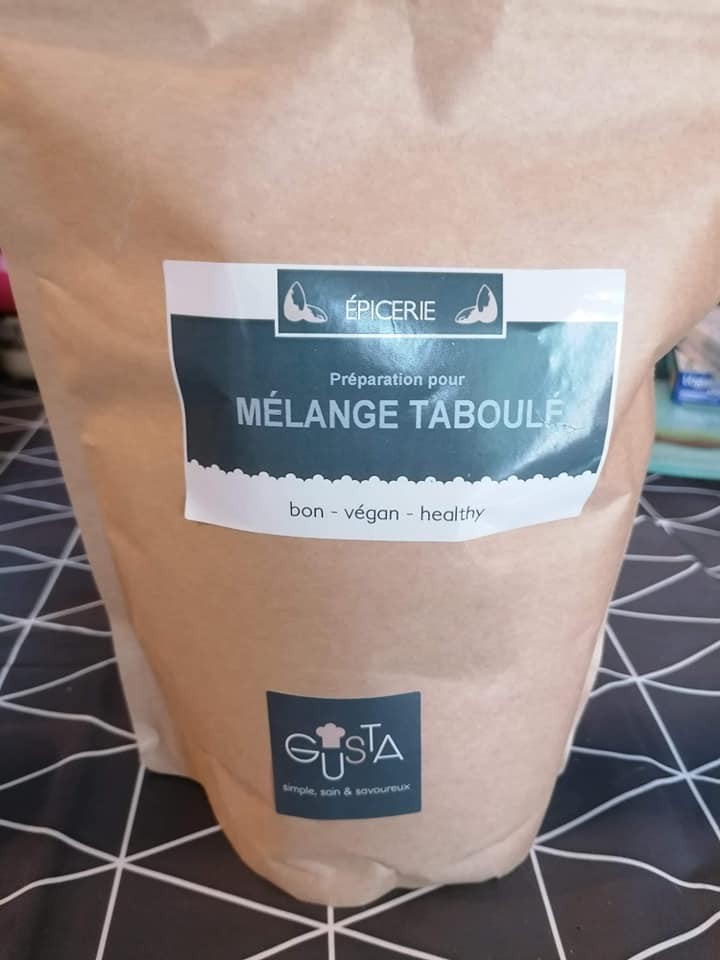 ÉPICERIE
Préparation pour
MÉLANGE TABOULÉ
bon - végan - healthy
GUSTA
simple, sain & savoureux